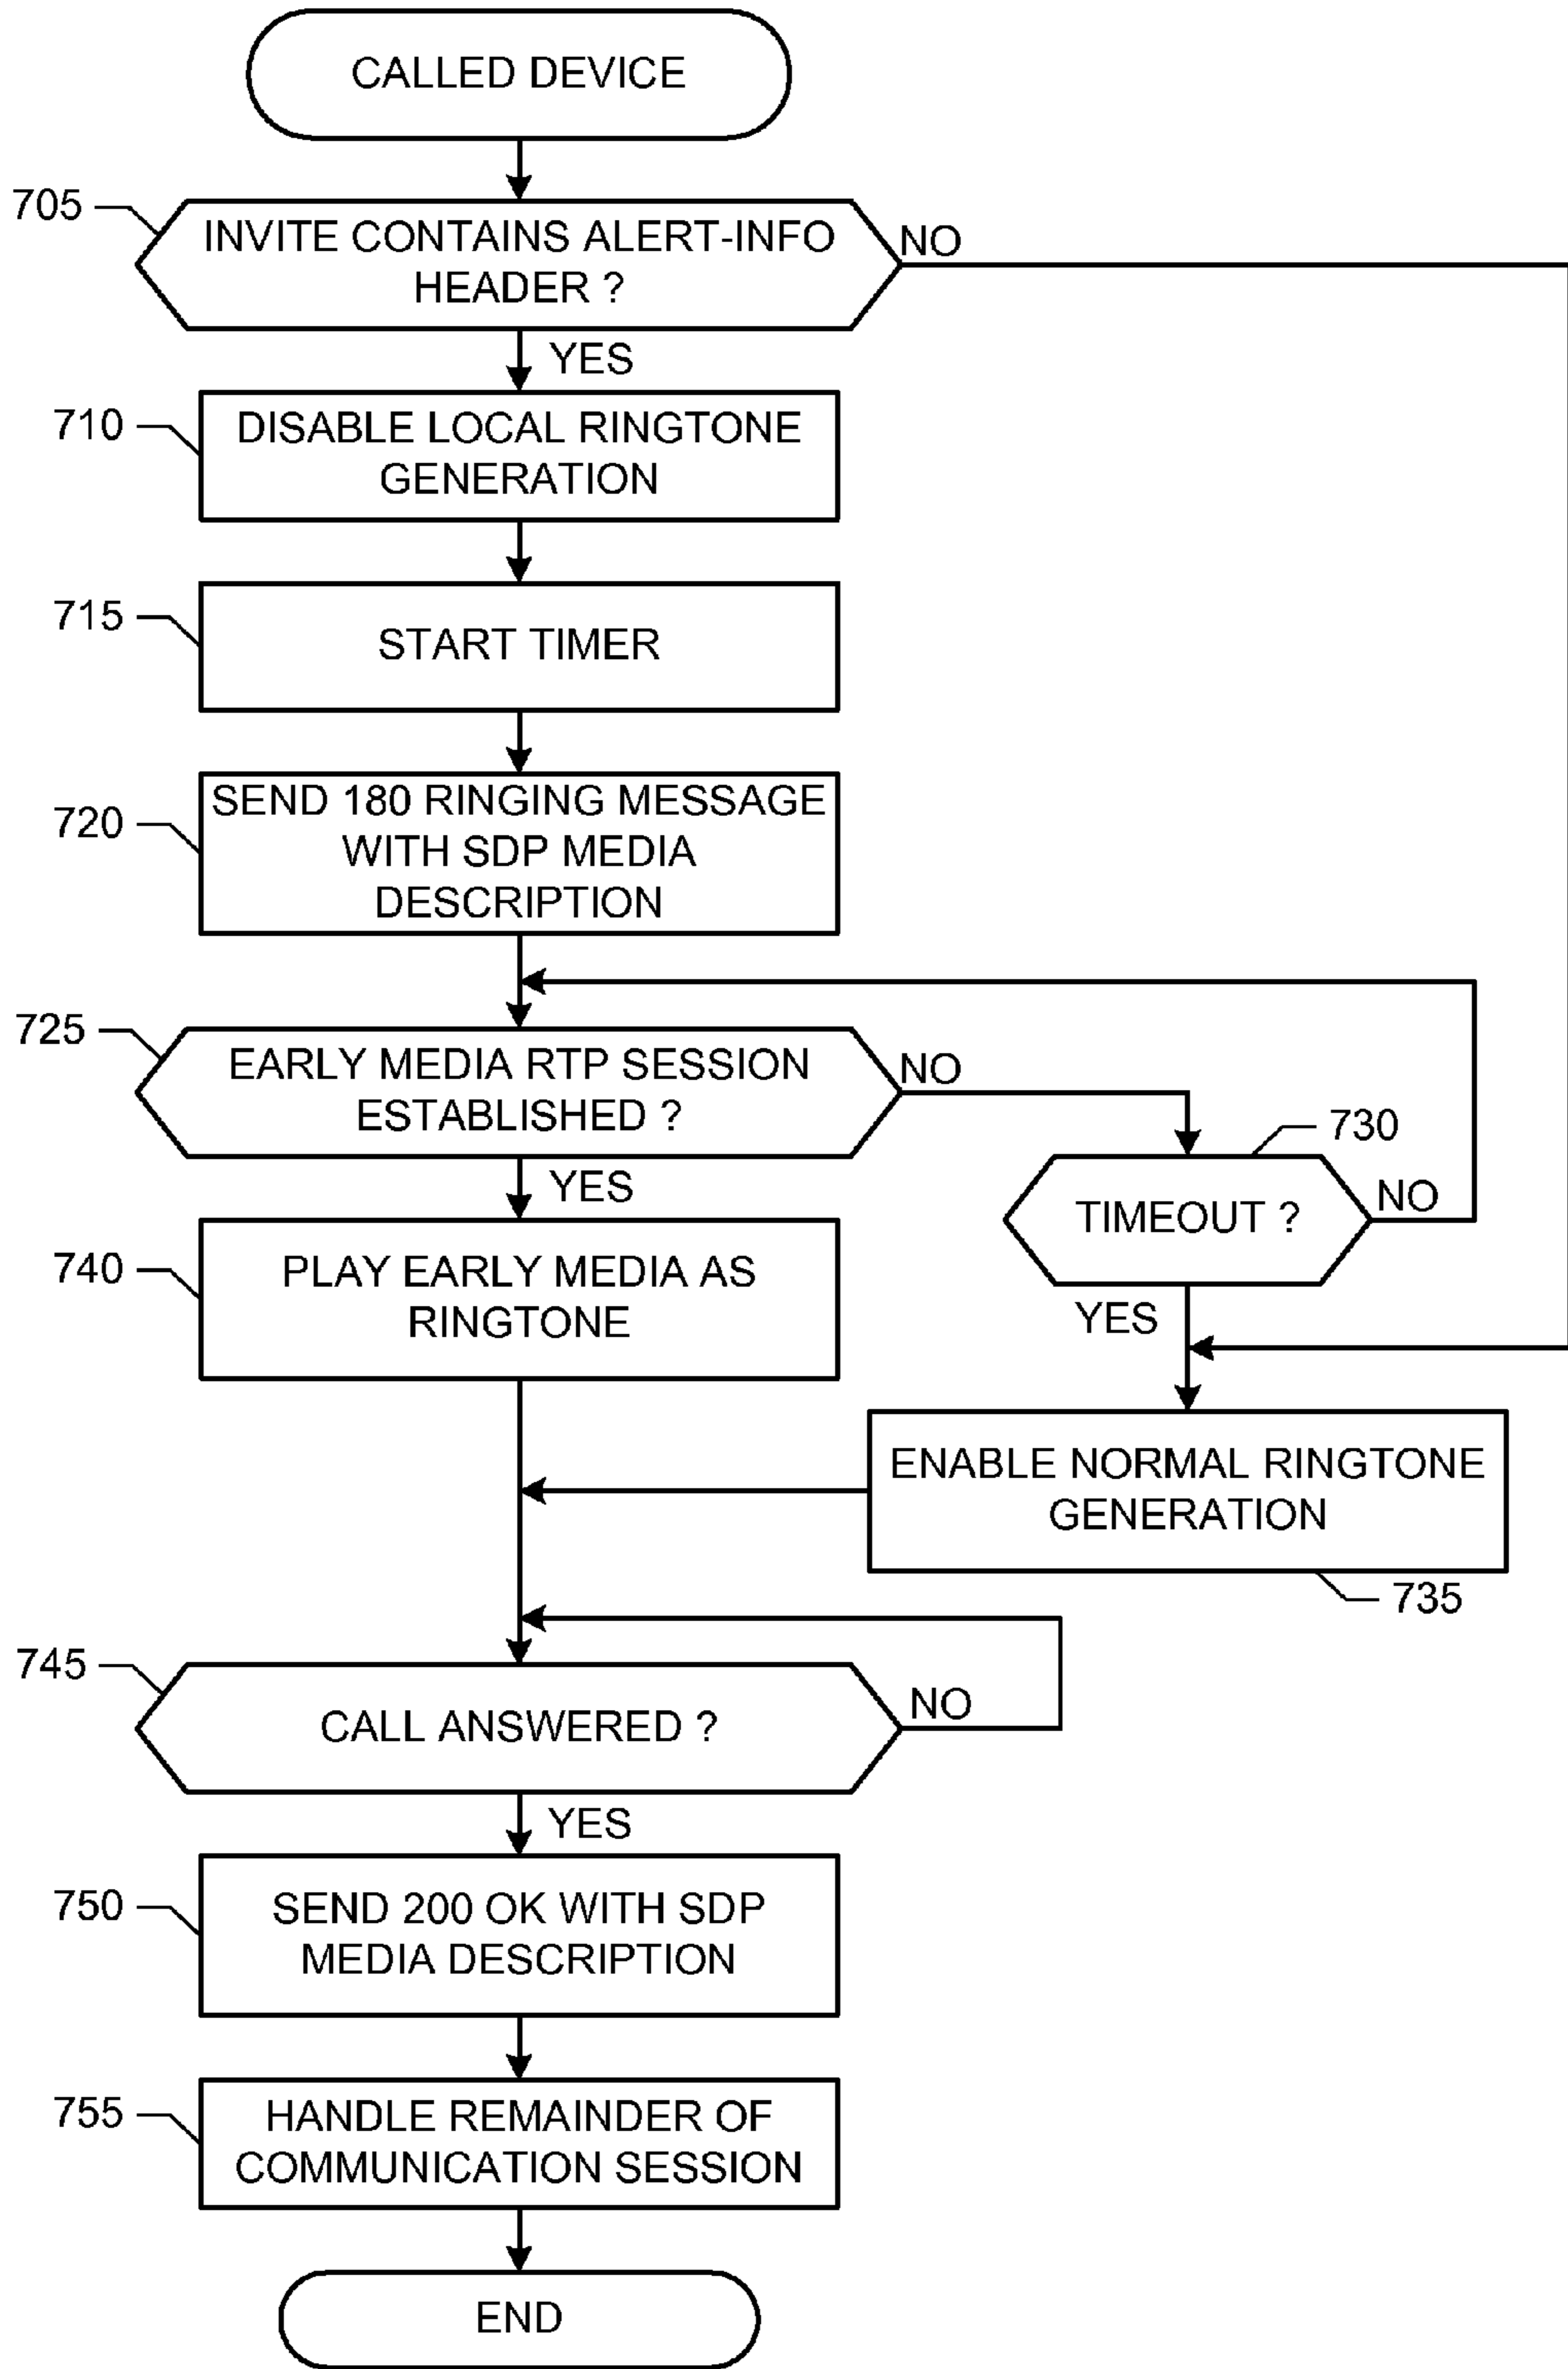 CALLED DEVICE
705
INVITE CONTAINS ALERT-INFO
HEADER ?
NO
YES
710
DISABLE LOCAL RINGTONE
GENERATION
715
START TIMER
720
SEND 180 RINGING MESSAGE
WITH SDP MEDIA
DESCRIPTION
725
EARLY MEDIA RTP SESSION
ESTABLISHED ?
NO
730
TIMEOUT ?
NO
YES
YES
740
PLAY EARLY MEDIA AS
RINGTONE
ENABLE NORMAL RINGTONE
GENERATION
735
745
CALL ANSWERED ?
NO
YES
750
SEND 200 OK WITH SDP
MEDIA DESCRIPTION
755
HANDLE REMAINDER OF
COMMUNICATION SESSION
END